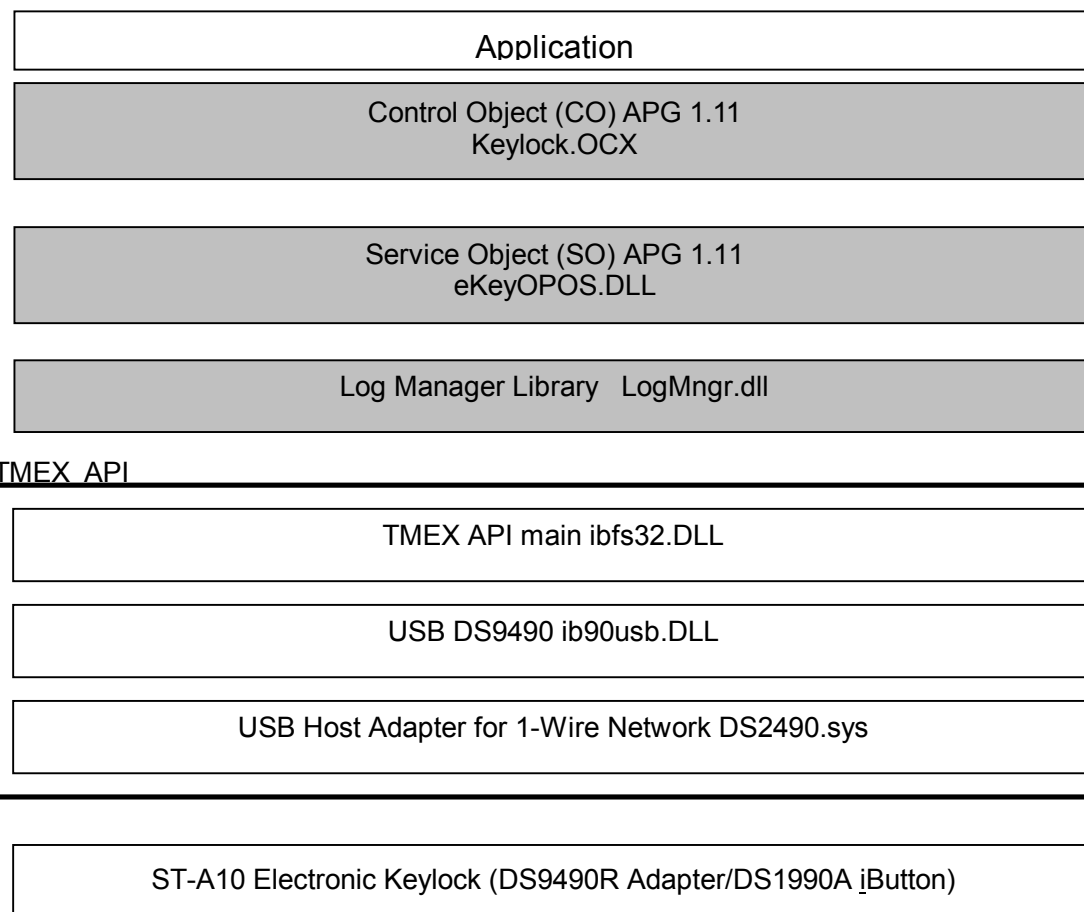 Application
Control Object (CO) APG 1.11
Keylock.OCX
Service Object (SO) APG 1.11
eKeyOPOS.DLL
Log Manager Library LogMngr.dll
TMEX API
TMEX API main ibfs32.DLL
USB DS9490 ib90usb.DLL
USB Host Adapter for 1-Wire Network DS2490.sys
ST-A10 Electronic Keylock (DS9490R Adapter/DS1990A iButton)